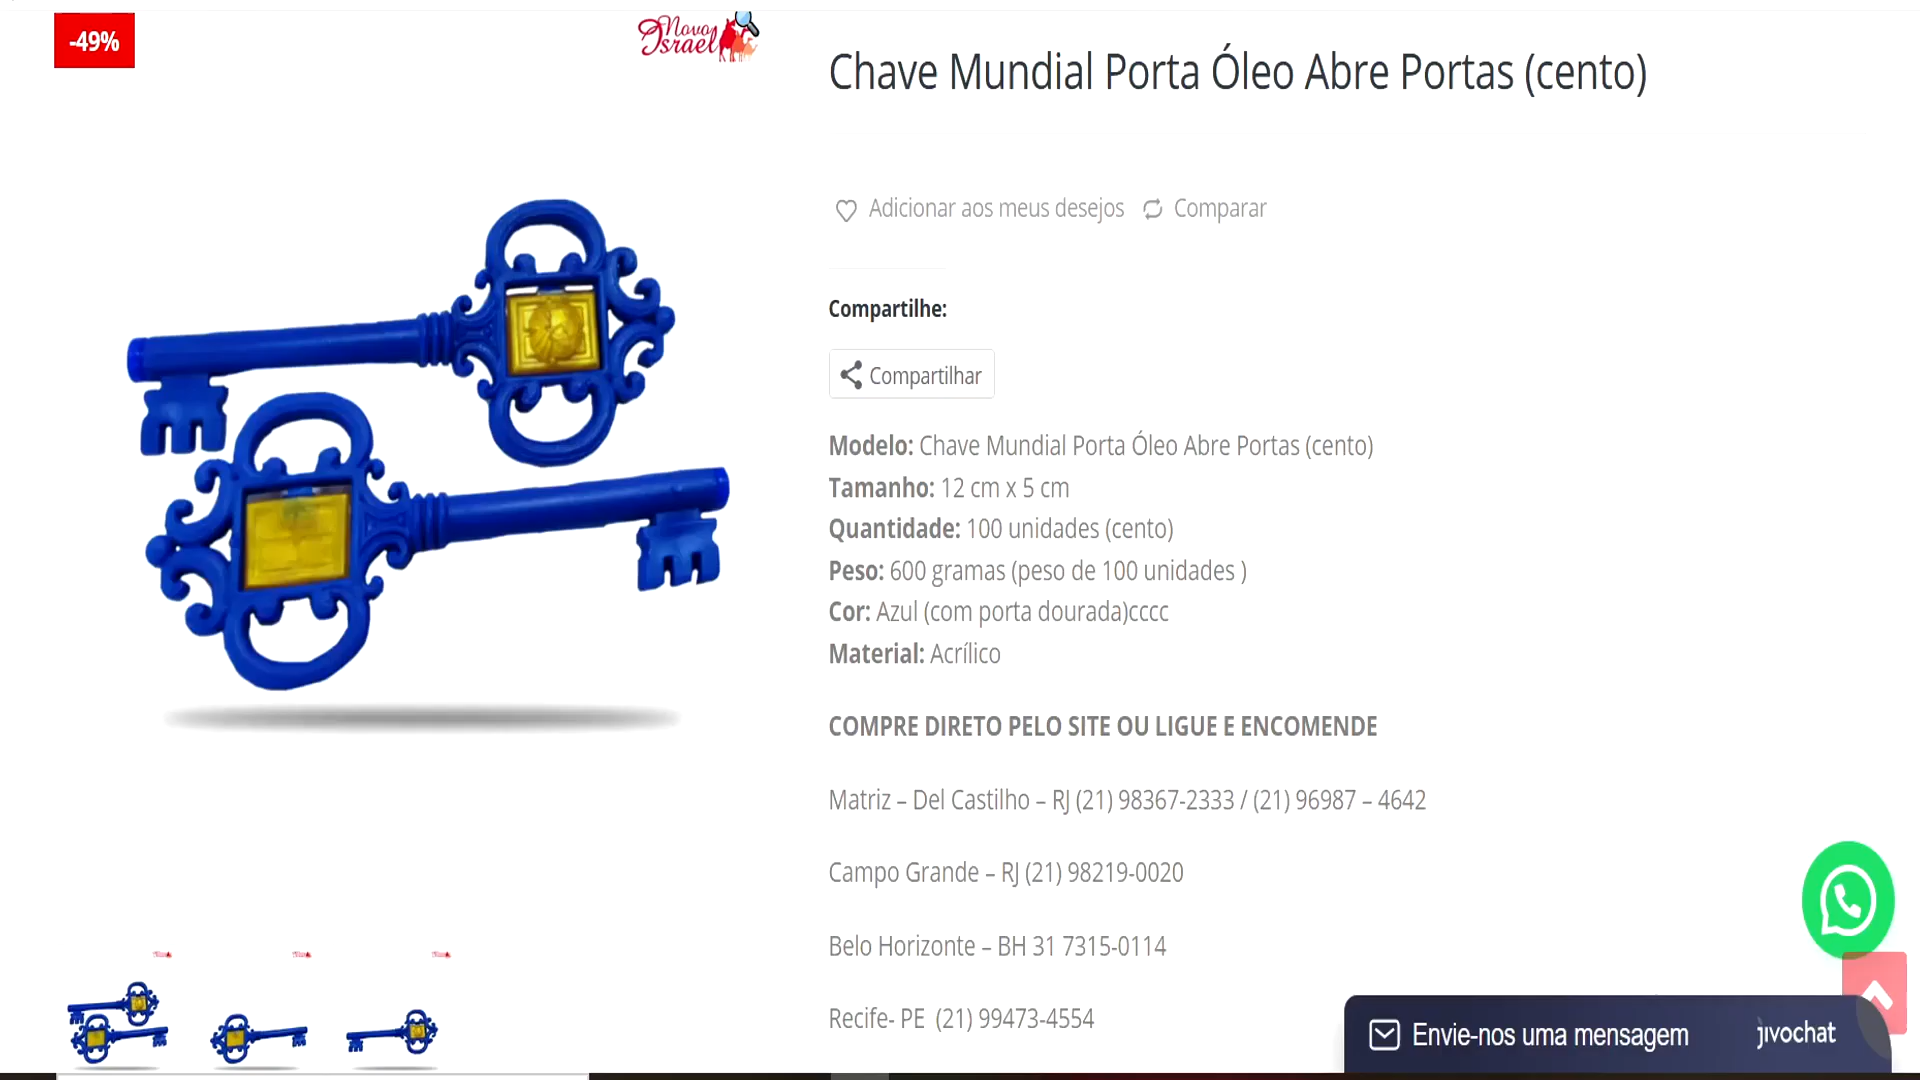 -49%
Novo
Israel
Chave Mundial Porta Óleo Abre Portas (cento)
Adicionar aos meus desejos
Comparar
Compartilhe:
Compartilhar
Modelo: Chave Mundial Porta Óleo Abre Portas (cento)
Tamanho: 12 cm x 5 cm
Quantidade: 100 unidades (cento)
Peso: 600 gramas (peso de 100 unidades )
Cor: Azul (com porta dourada)cccc
Material: Acrílico
COMPRE DIRETO PELO SITE OU LIGUE E ENCOMENDE
Matriz – Del Castilho – RJ (21) 98367-2333 / (21) 96987 – 4642
Campo Grande – RJ (21) 98219-0020
Belo Horizonte – BH 31 7315-0114
Recife- PE (21) 99473-4554
Envie-nos uma mensagem
jivochat